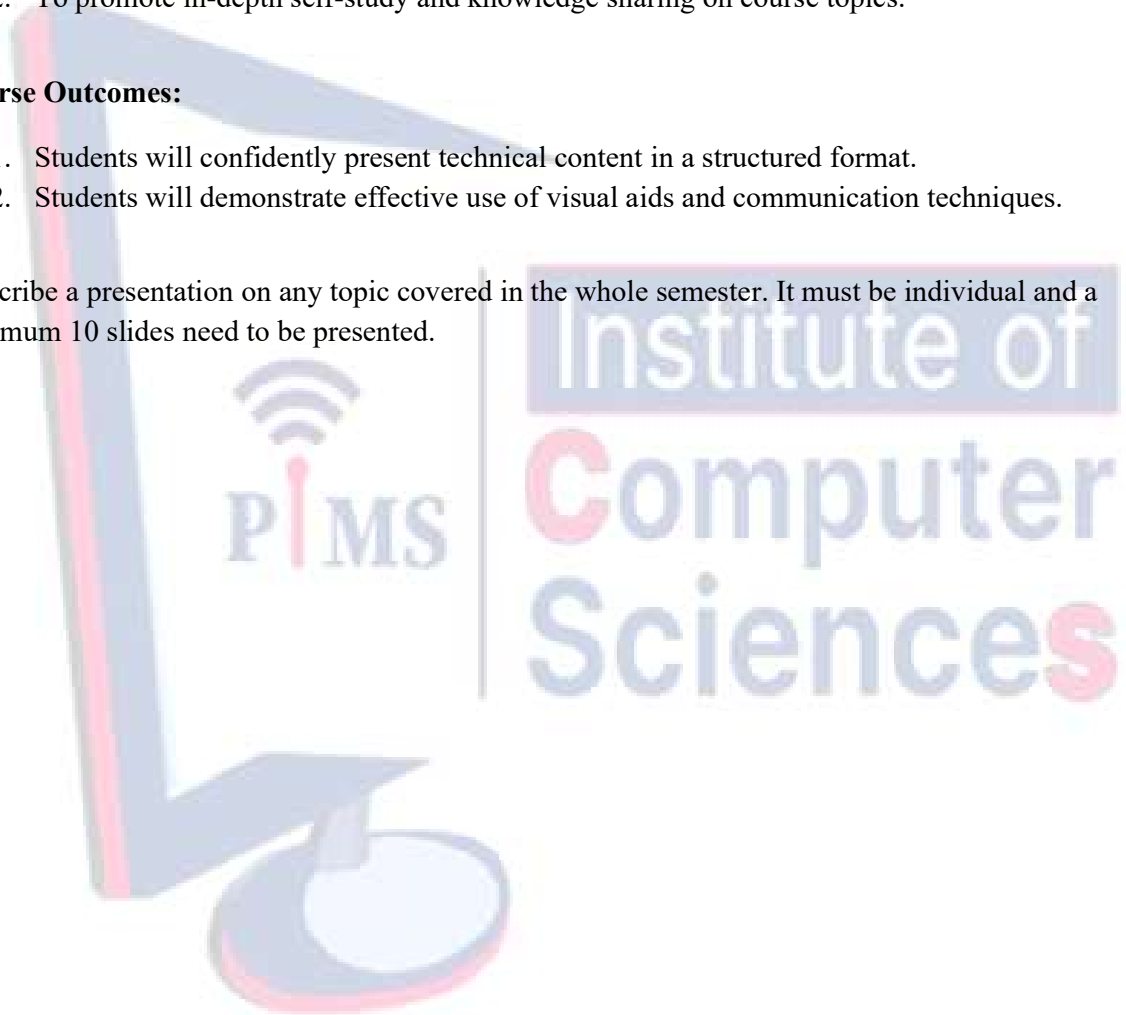 2. To promote in-depth self-study and knowledge sharing on course topics.
rse Outcomes:
1. Students will confidently present technical content in a structured format.
2. Students will demonstrate effective use of visual aids and communication techniques.
cribe a presentation on any topic covered in the whole semester. It must be individual and a
mum 10 slides need to be presented.
Institute of
PiMS
Computer
Sciences